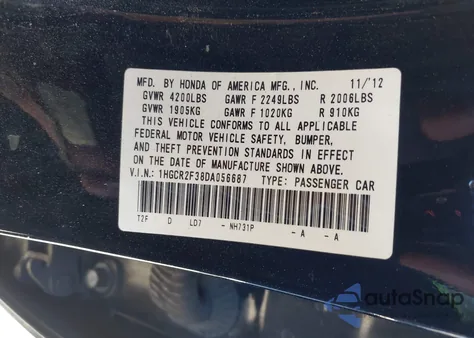 MFD. BY HONDA OF AMERICA MFG., INC. 11/'12
GVWR 4200LBS GAWR F 2249LBS R 2006LBS
GVWR 1905KG GAWR F 1020KG R 910KG
THIS VEHICLE CONFORMS TO ALL APPLICABLE
FEDERAL MOTOR VEHICLE SAFETY, BUMPER,
AND THEFT PREVENTION STANDARDS IN EFFECT
ON THE DATE OF MANUFACTURE SHOWN ABOVE.
V.I.N.: 1HGCR2F38DA056687 TYPE: PASSENGER CAR
T2F D L07 - NH731P - A - A
autoSnap